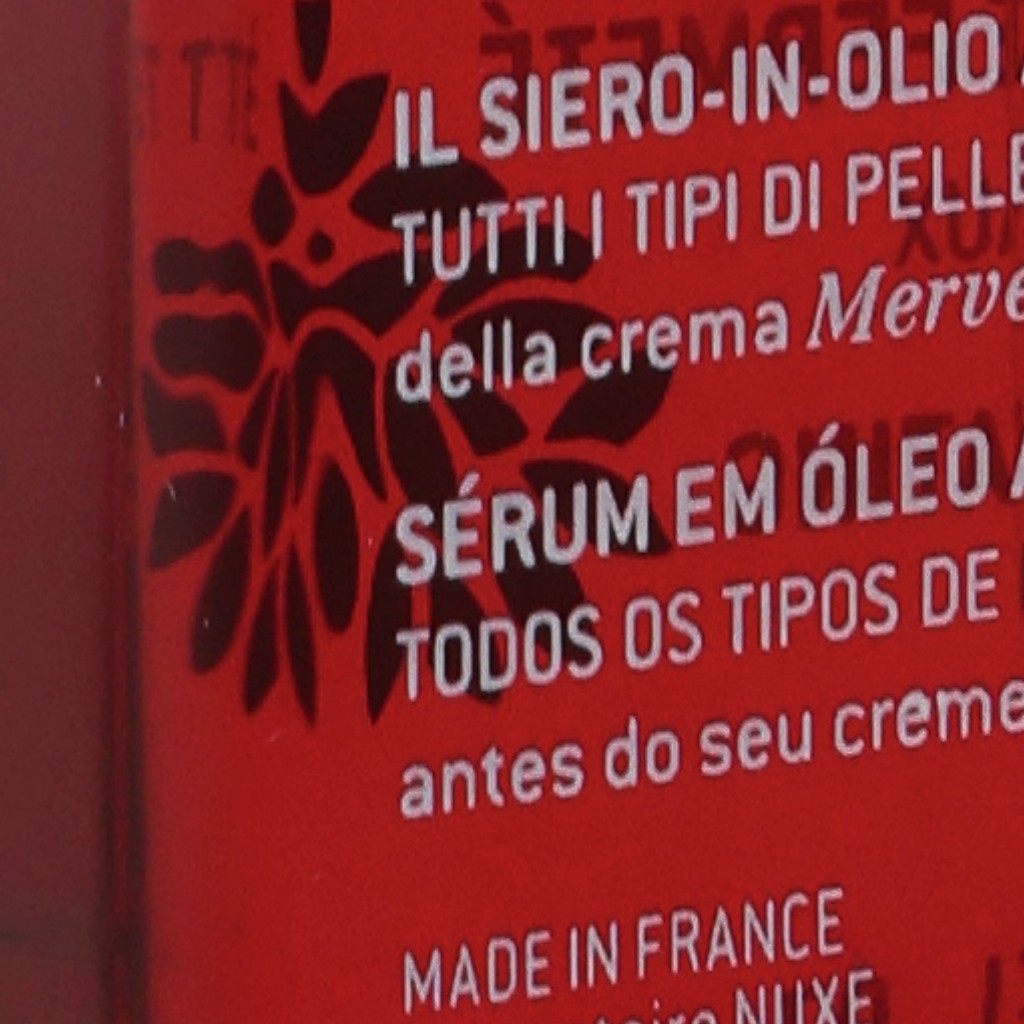 IL SIERO-IN-OLIO
TUTTI I TIPI DI PELLE
della crema Merve
SÉRUM EM ÓLEO
TODOS OS TIPOS DE
antes do seu creme
MADE IN FRANCE
NUXE